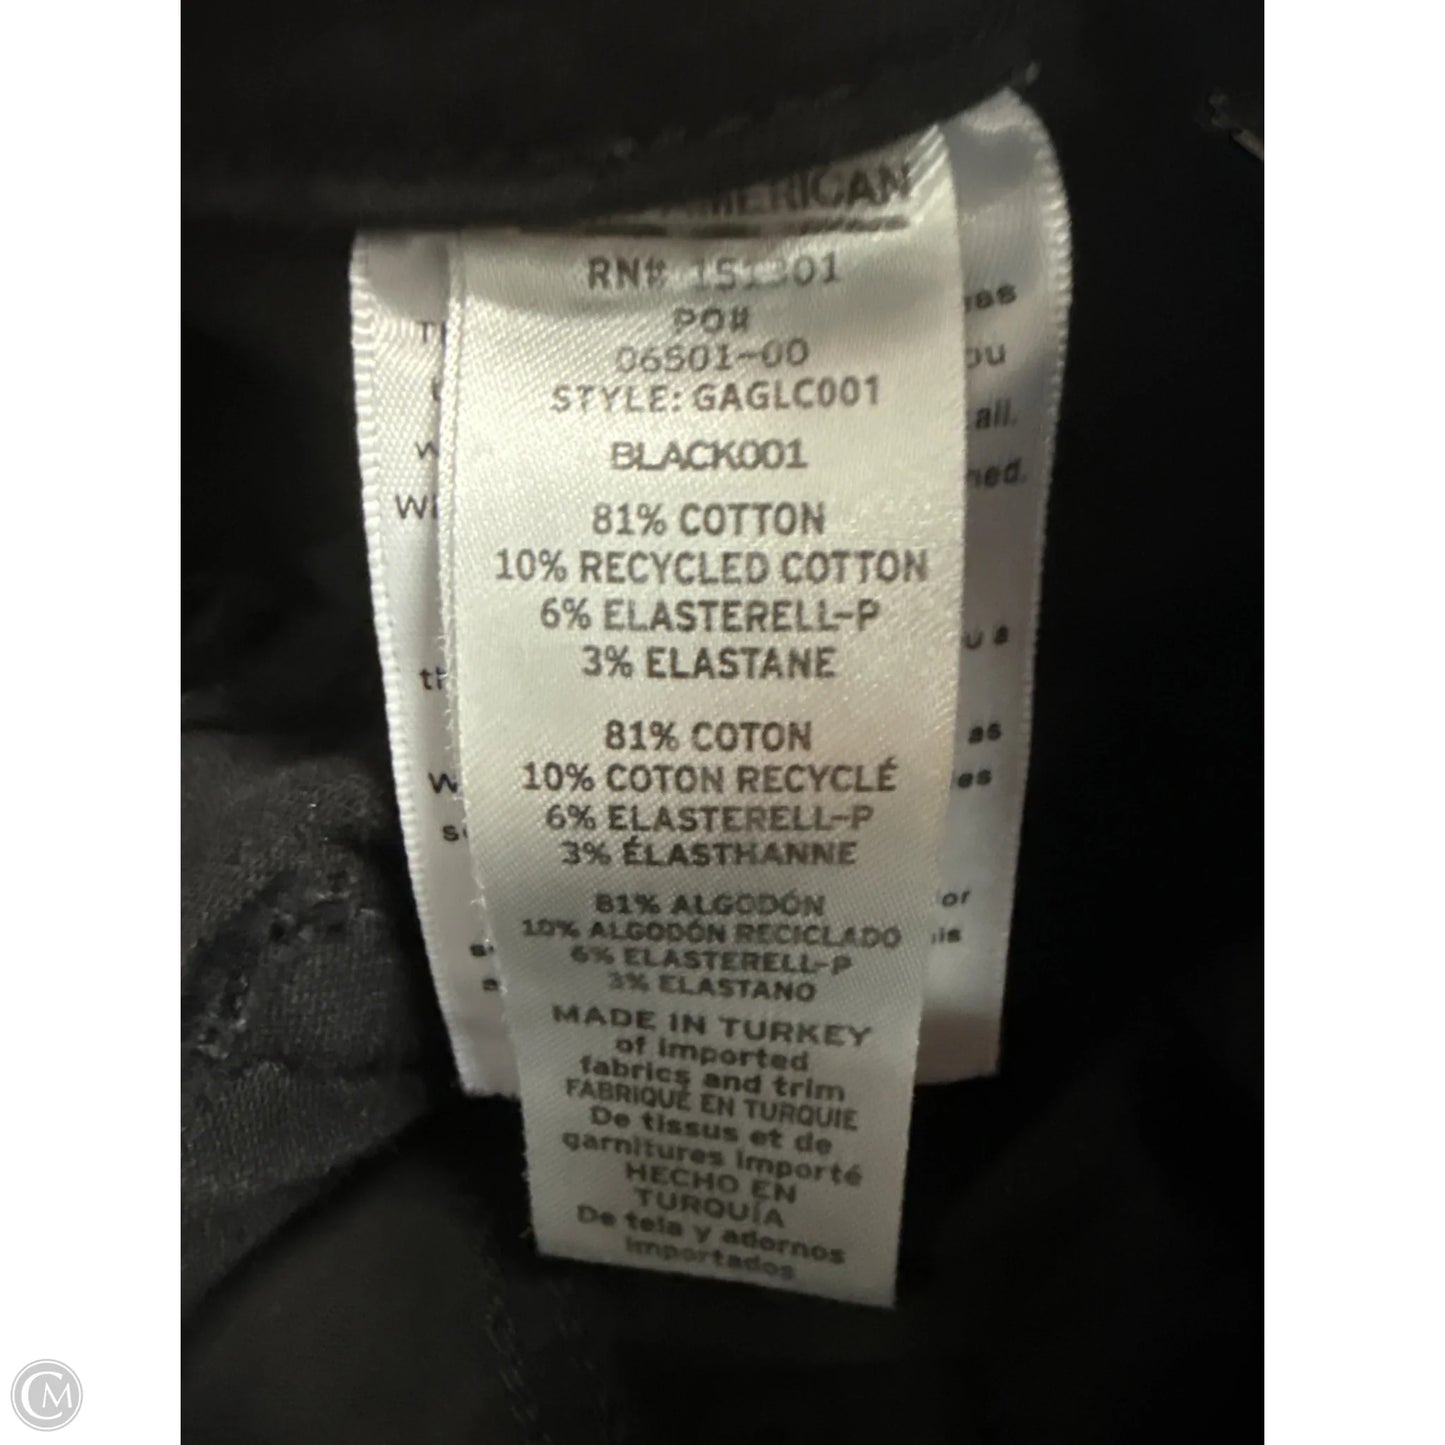 AMERICAN
RN# 151301
PO#
06501-00
STYLE: GAGLC001
BLACK001
81% COTTON
10% RECYCLED COTTON
6% ELASTERELL-P
3% ELASTANE
81% COTON
10% COTON RECYCLÉ
6% ELASTERELL-P
3% ÉLASTHANNE
81% ALGODÓN
10% ALGODÓN RECICLADO
6% ELASTERELL-P
3% ELASTANO
MADE IN TURKEY
of imported
fabrics and trim
FABRIQUÉ EN TURQUIE
De tissus et de
garnitures importé
HECHO EN
TURQUÍA
De tela y adornos
importados
CM